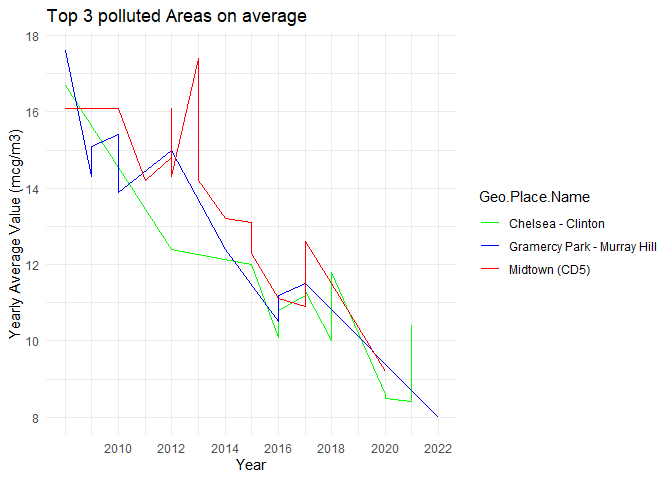 Top 3 polluted Areas on average
Yearly Average Value (mcg/m3)
18
16
14
12
10
8
2010 2012 2014 2016 2018 2020 2022
Year
Geo.Place.Name
Chelsea - Clinton
Gramercy Park - Murray Hill
Midtown (CD5)